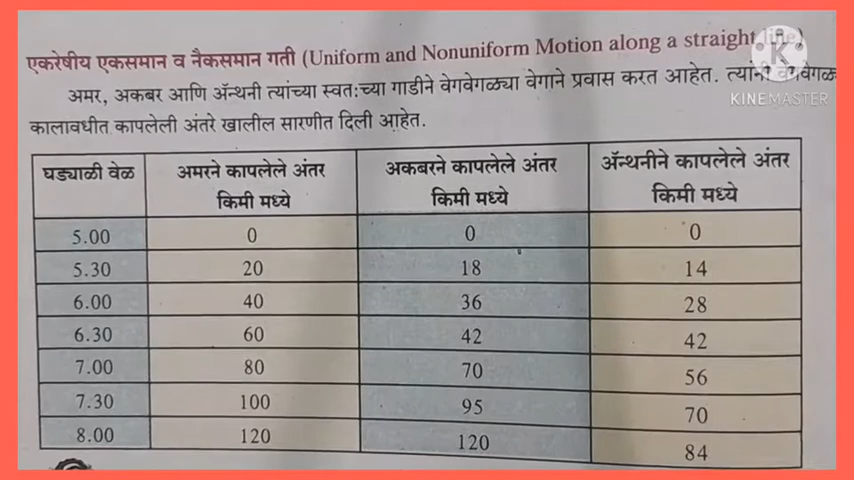 एकरेषीय एकसमान व नैकसमान गती (Uniform and Nonuniform Motion along a straight line)
अमर, अकबर आणि ॲन्थनी त्यांच्या स्वतःच्या गाडीने वेगवेगळ्या वेगाने प्रवास करत आहेत. त्यांनी
कालावधीत कापलेली अंतरे खालील सारणीत दिली आहेत.
KINEMASTER
घड्याळी वेळ अमरने कापलेले अंतर किमी मध्ये अकबरने कापलेले अंतर किमी मध्ये ॲन्थनीने कापलेले अंतर किमी मध्ये
5.00 0 0 0
5.30 20 18 14
6.00 40 36 28
6.30 60 42 42
7.00 80 70 56
7.30 100 95 70
8.00 120 120 84